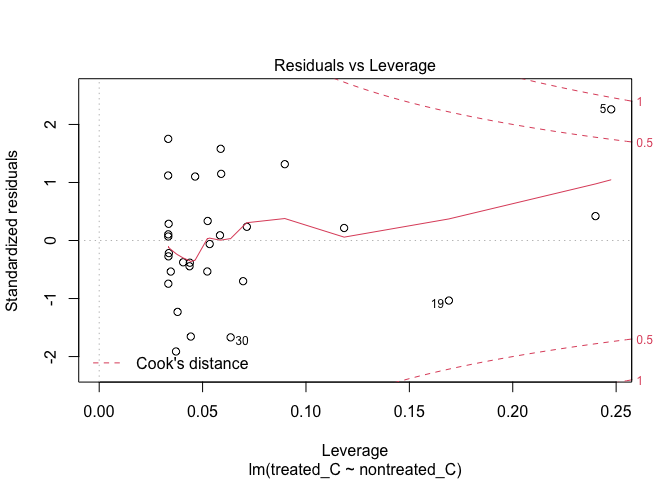 Residuals vs Leverage
Standardized residuals
2
1
0
-1
-2
5
1
0.5
19
30
0.5
1
Cook's distance
0.00 0.05 0.10 0.15 0.20 0.25
Leverage
lm(treated_C ~ nontreated_C)